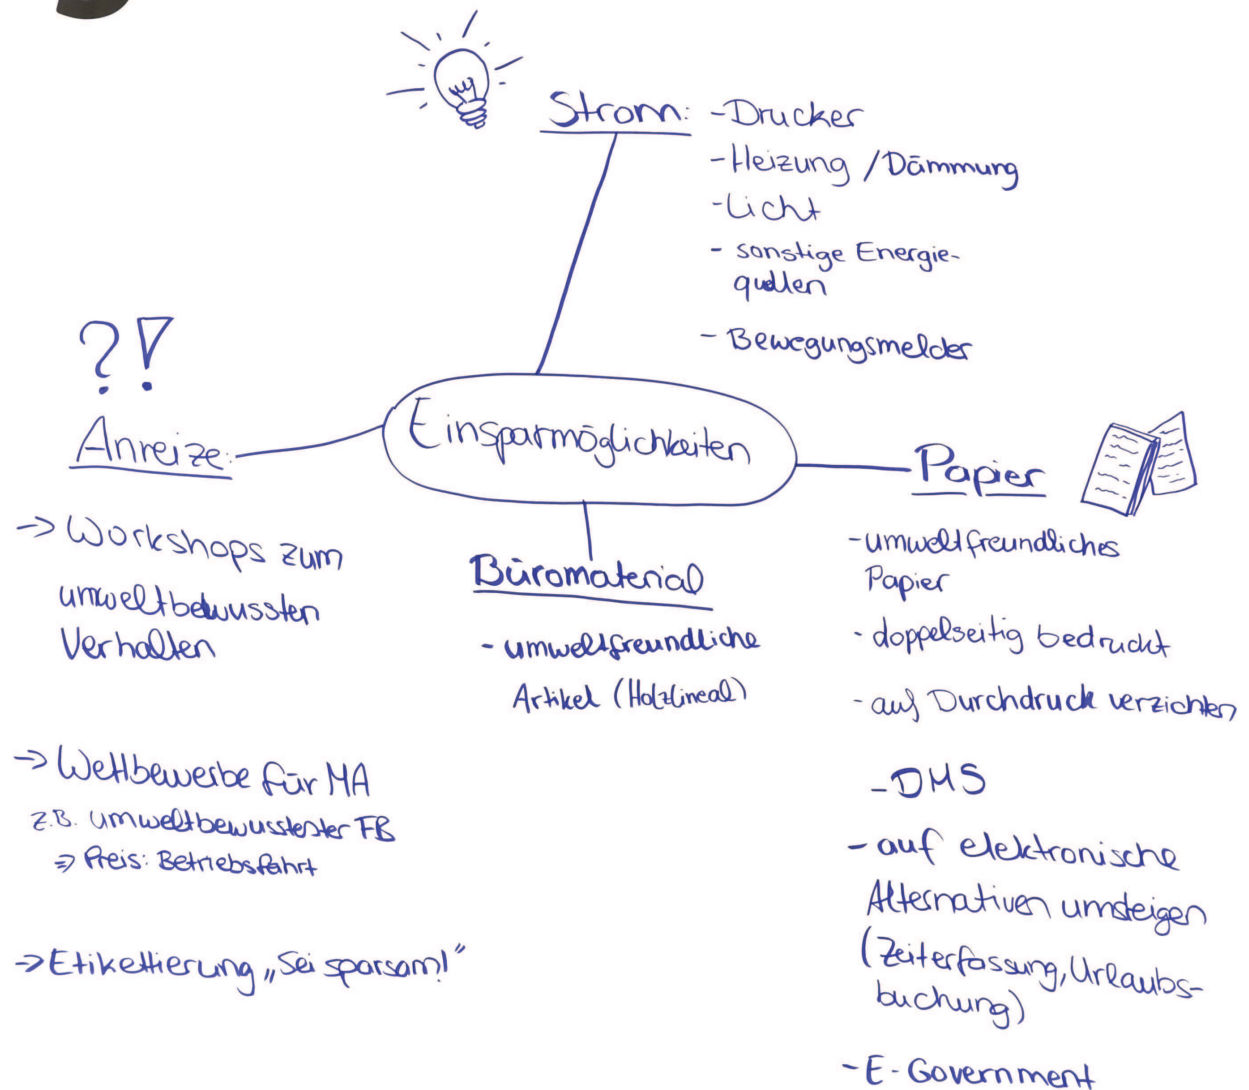 Strom:
- Drucker
- Heizung / Dämmung
- Licht
- sonstige Energie-
quellen
- Bewegungsmelder
?!
Einsparmöglichkeiten
Anreize:
-> Workshops zum
umweltbewussten
Verhalten
-> Wettbewerbe für MA
z.B. umweltbewusstester FB
=> Preis: Betriebsfahrt
-> Etikettierung „Sei sparsam!"
Büromaterial
- umweltfreundliche
Artikel (Holzlineal)
Papier
- umweltfreundliches
Papier
- doppelseitig bedruckt
- auf Durchdruck verzichten
- DMS
- auf elektronische
Alternativen umsteigen
(Zeiterfassung, Urlaubs-
buchung)
- E-Government